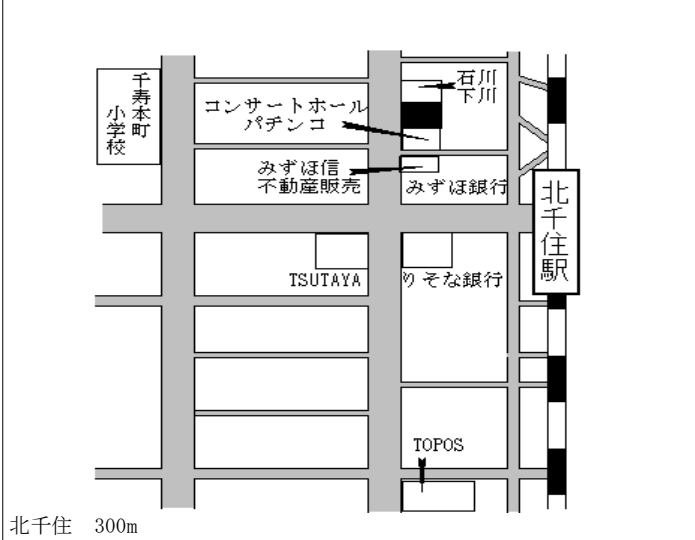 千寿本町
小学校
石川
下川
コンサートホール
パチンコ
みずほ信
不動産販売
みずほ銀行
北千住駅
TSUTAYA
りそな銀行
TOPOS
北千住　300m